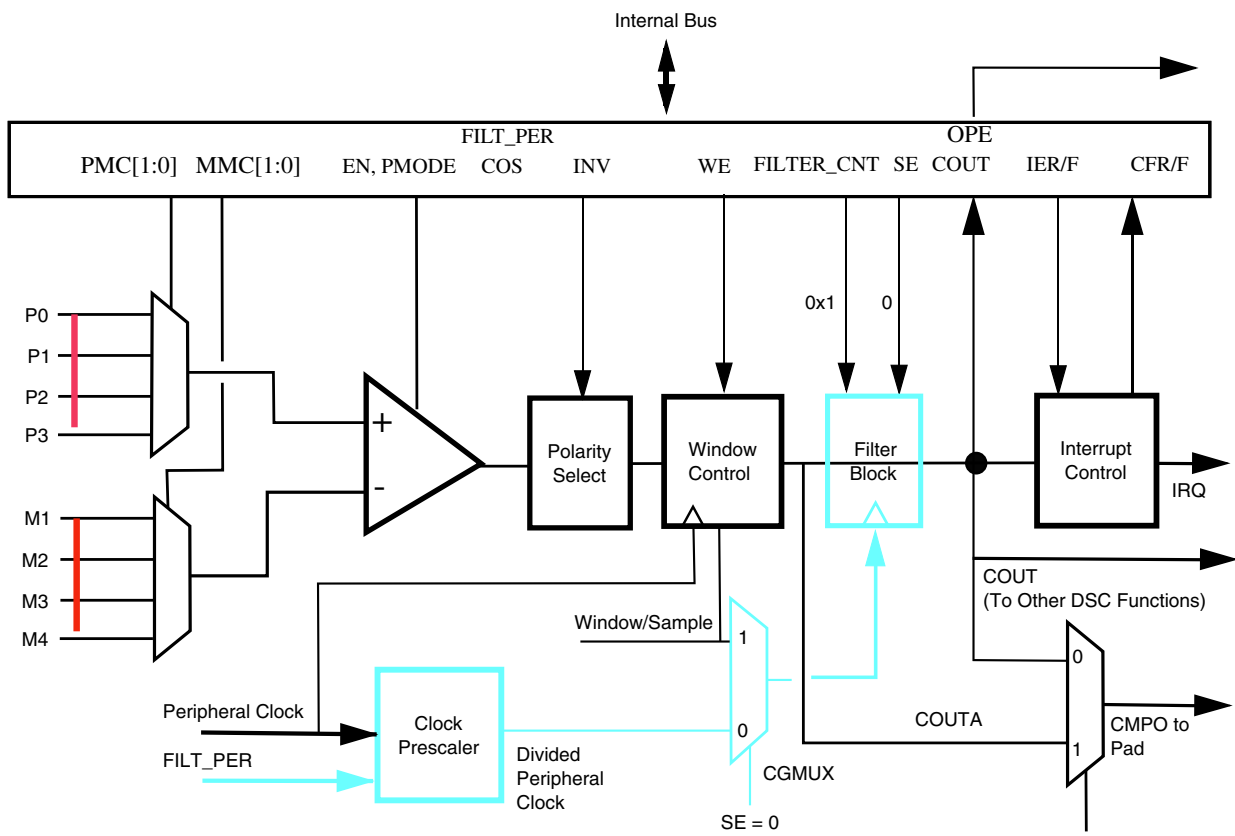 Internal Bus
FILT_PER
OPE
PMC[1:0] MMC[1:0] EN, PMODE COS INV WE FILTER_CNT SE COUT IER/F CFR/F
0x1
0
P0
P1
P2
P3
+
-
Polarity
Select
Window
Control
Filter
Block
Interrupt
Control
IRQ
M1
M2
M3
M4
COUT
(To Other DSC Functions)
Window/Sample
1
0
Peripheral Clock
FILT_PER
Clock
Prescaler
Divided
Peripheral
Clock
CGMUX
SE = 0
COUTA
0
1
CMPO to
Pad